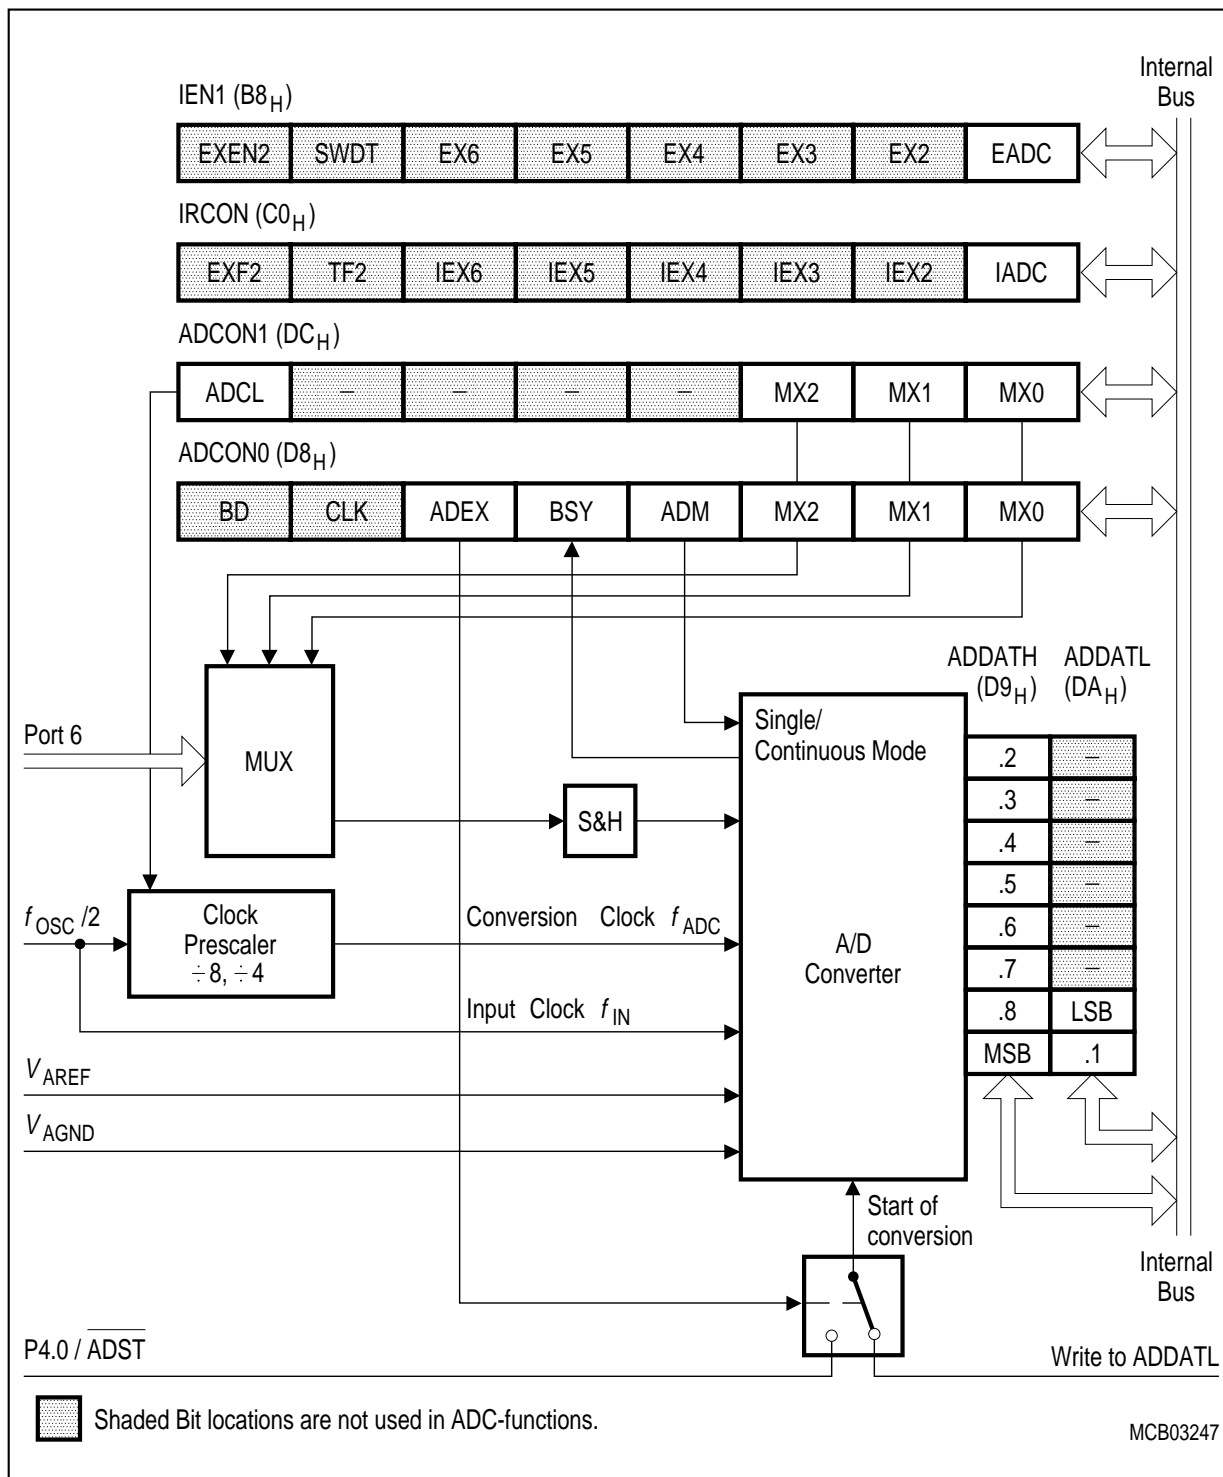 Internal
Bus
IEN1 (B8H)
EXEN2 SWDT EX6 EX5 EX4 EX3 EX2 EADC
IRCON (C0H)
EXF2 TF2 IEX6 IEX5 IEX4 IEX3 IEX2 IADC
ADCON1 (DCH)
ADCL – – – – MX2 MX1 MX0
ADCON0 (D8H)
BD CLK ADEX BSY ADM MX2 MX1 MX0
ADDATH ADDATL
(D9H) (DAH)
Port 6
MUX
Single/
Continuous Mode
S&H
.2 –
.3 –
.4 –
.5 –
.6 –
.7 –
.8 LSB
MSB .1
fOSC /2
Clock
Prescaler
÷8, ÷4
Conversion Clock fADC
A/D
Converter
Input Clock fIN
VAREF
VAGND
Start of
conversion
Internal
Bus
P4.0 / A̅D̅S̅T̅
Write to ADDATL
Shaded Bit locations are not used in ADC-functions.
MCB03247